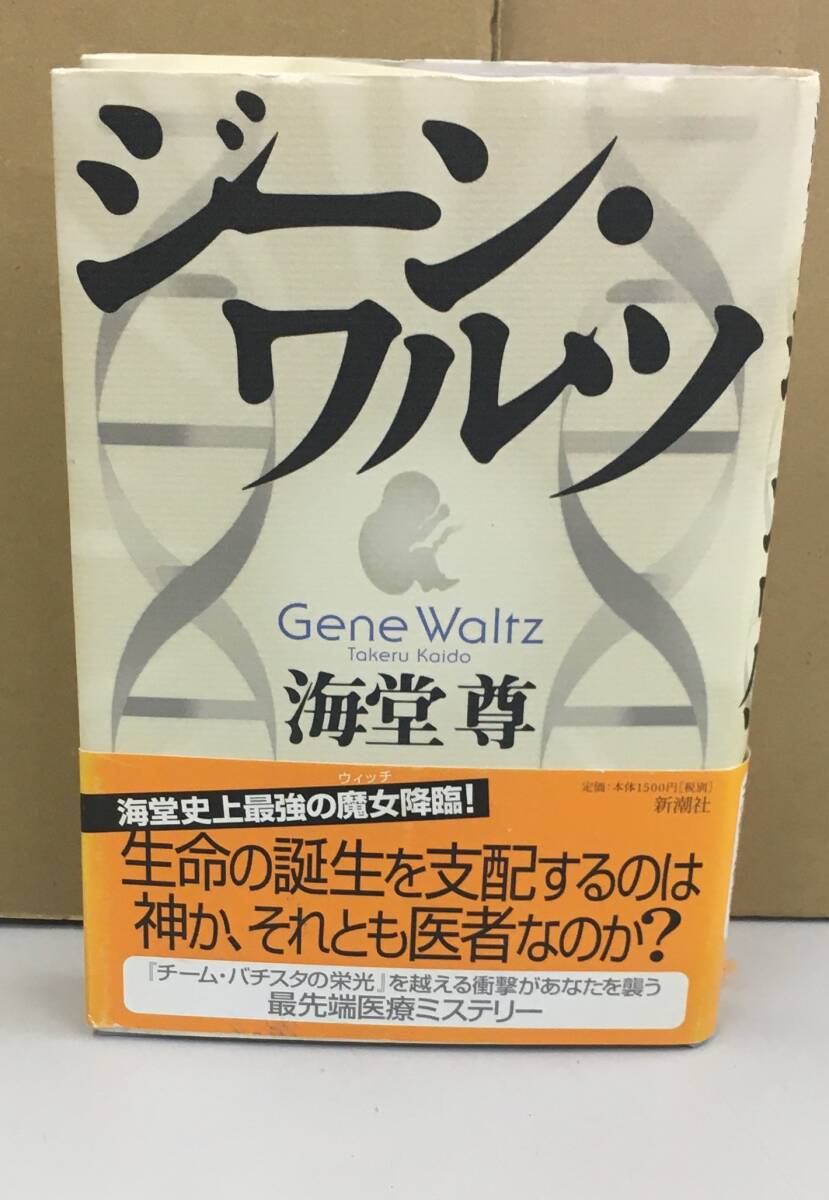 ジーン・
ワルツ
Gene Waltz
Takeru Kaido
海堂 尊
ウィッチ
海堂史上最強の魔女降臨!
定価:本体1500円[税別]
新潮社
生命の誕生を支配するのは
神か、それとも医者なのか?
『チーム・バチスタの栄光』を越える衝撃があなたを襲う
最先端医療ミステリー